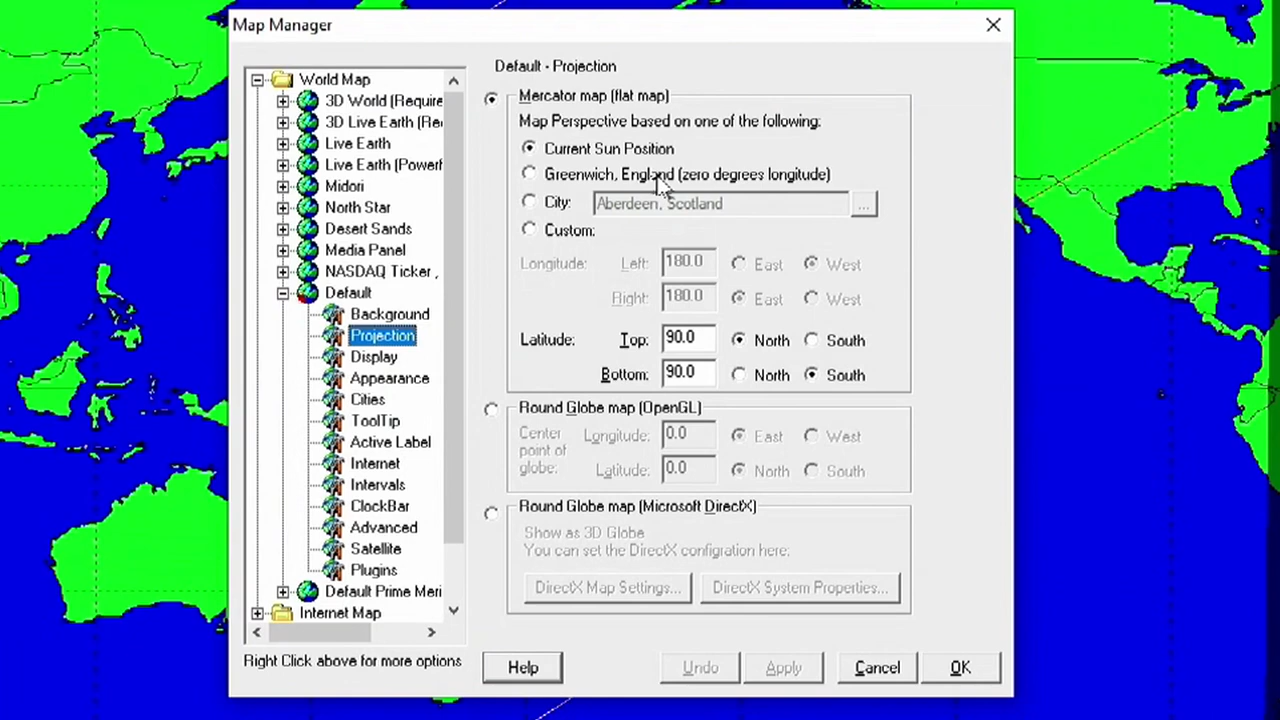 Map Manager
World Map
3D World (Require
3D Live Earth (Re
Live Earth
Live Earth (Powerf
Midori
North Star
Desert Sands
Media Panel
NASDAQ Ticker ,
Default
Background
Projection
Display
Appearance
Cities
ToolTip
Active Label
Internet
Intervals
ClockBar
Advanced
Satellite
Plugins
Default Prime Meri
Internet Map
Right Click above for more options
Default - Projection
Mercator map (flat map)
Map Perspective based on one of the following:
Current Sun Position
Greenwich, England (zero degrees longitude)
City: Aberdeen, Scotland ...
Custom:
Longitude: Left: 180.0 East West
Right: 180.0 East West
Latitude: Top: 90.0 North South
Bottom: 90.0 North South
Round Globe map (OpenGL)
Center point of globe:
Longitude: 0.0 East West
Latitude: 0.0 North South
Round Globe map (Microsoft DirectX)
Show as 3D Globe
You can set the DirectX configration here:
DirectX Map Settings... DirectX System Properties...
Help Undo Apply Cancel OK